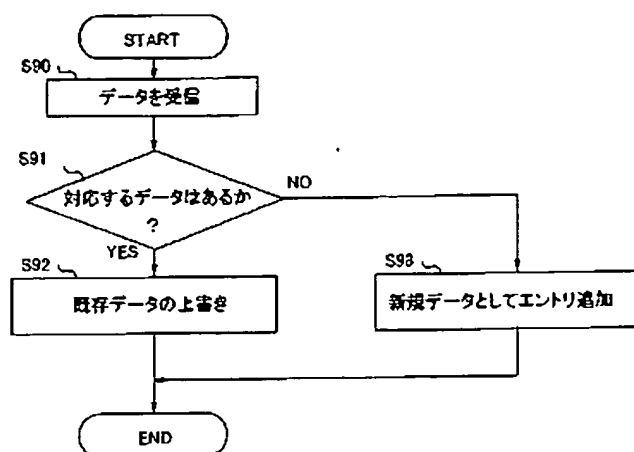 START
S90
データを受信
S91
対応するデータはあるか
?
NO
YES
S92
既存データの上書き
S93
新規データとしてエントリ追加
END